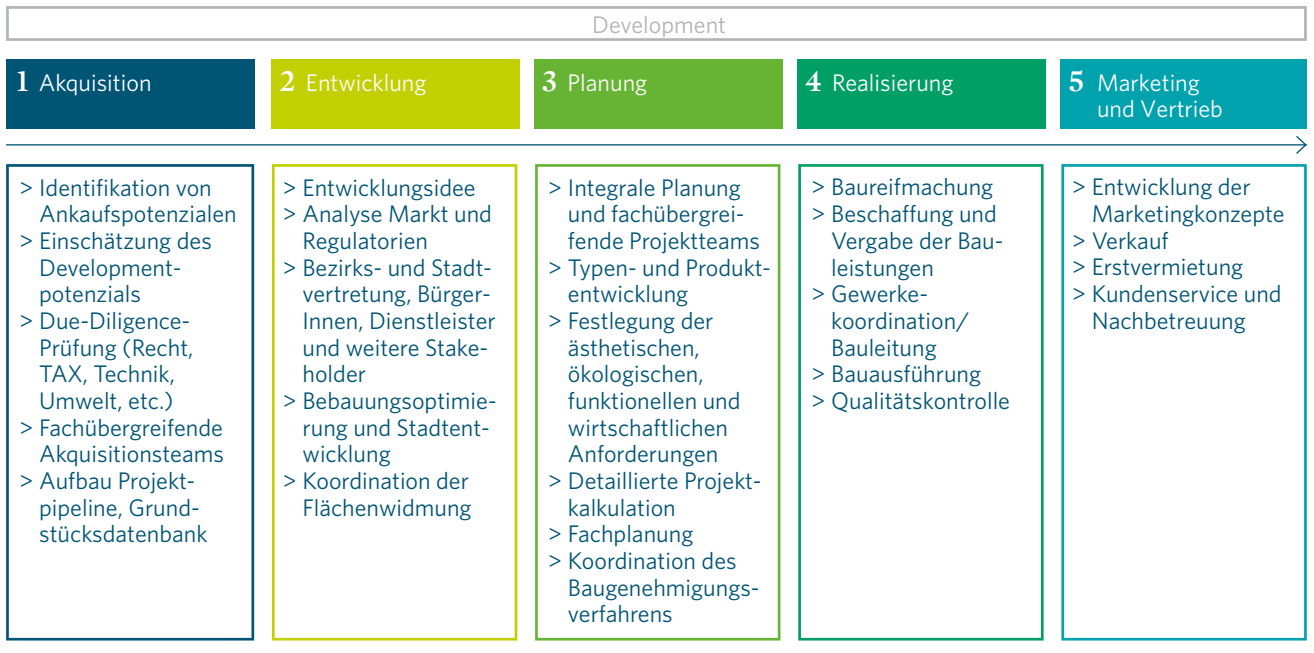 Development
1 Akquisition
2 Entwicklung
3 Planung
4 Realisierung
5 Marketing
und Vertrieb
> Identifikation von
Ankaufspotenzialen
> Einschätzung des
Development-
potenzials
> Due-Diligence-
Prüfung (Recht,
TAX, Technik,
Umwelt, etc.)
> Fachübergreifende
Akquisitionsteams
> Aufbau Projekt-
pipeline, Grund-
stücksdatenbank
> Entwicklungsidee
> Analyse Markt und
Regulatorien
> Bezirks- und Stadt-
vertretung, Bürger-
Innen, Dienstleister
und weitere Stake-
holder
> Bebauungsoptimie-
rung und Stadtent-
wicklung
> Koordination der
Flächenwidmung
> Integrale Planung
und fachübergrei-
fende Projektteams
> Typen- und Produkt-
entwicklung
> Festlegung der
ästhetischen,
ökologischen,
funktionellen und
wirtschaftlichen
Anforderungen
> Detaillierte Projekt-
kalkulation
> Fachplanung
> Koordination des
Baugenehmigungs-
verfahrens
> Baureifmachung
> Beschaffung und
Vergabe der Bau-
leistungen
> Gewerke-
koordination/
Bauleitung
> Bauausführung
> Qualitätskontrolle
> Entwicklung der
Marketingkonzepte
> Verkauf
> Erstvermietung
> Kundenservice und
Nachbetreuung